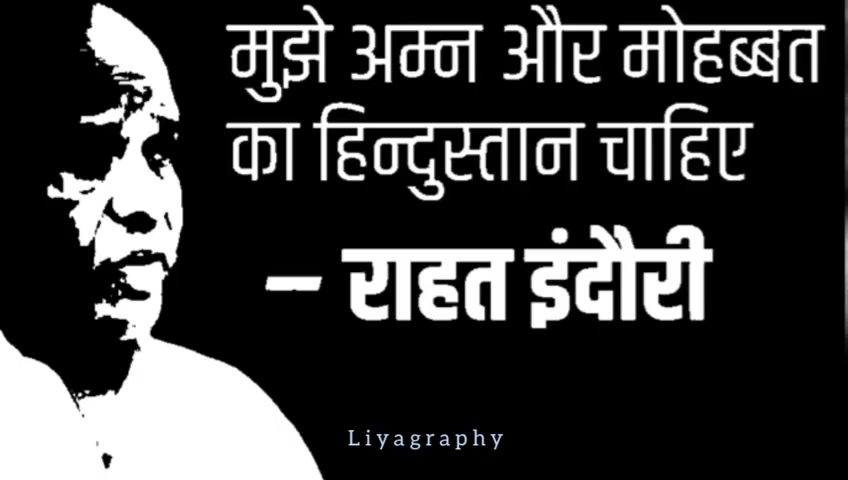 मुझे अम्न और मोहब्बत
का हिन्दुस्तान चाहिए
– राहत इंदौरी
Liyagraphy